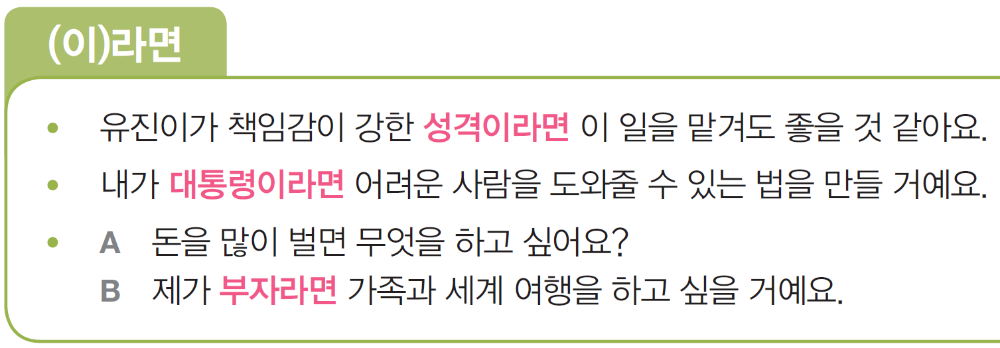 (이)라면
• 유진이가 책임감이 강한 성격이라면 이 일을 맡겨도 좋을 것 같아요.
• 내가 대통령이라면 어려운 사람을 도와줄 수 있는 법을 만들 거예요.
• A 돈을 많이 벌면 무엇을 하고 싶어요?
B 제가 부자라면 가족과 세계 여행을 하고 싶을 거예요.